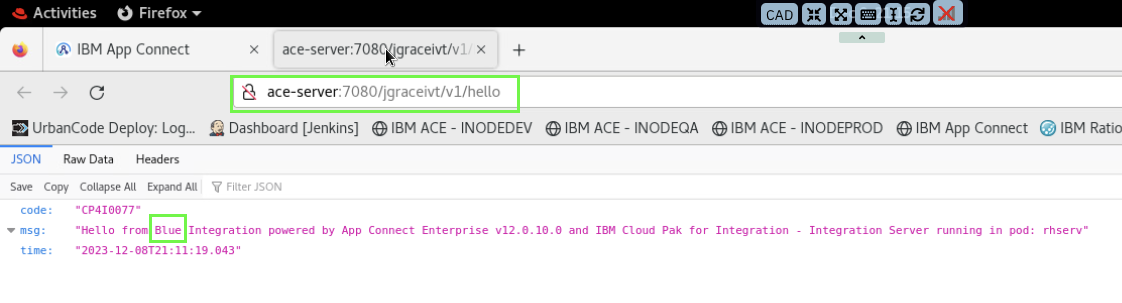 Activities Firefox CAD
IBM App Connect ace-server:7080/jgraceivt/v1/
ace-server:7080/jgraceivt/v1/hello
UrbanCode Deploy: Log... Dashboard [Jenkins] IBM ACE - INODEDEV IBM ACE - INODEQA IBM ACE - INODEPROD IBM App Connect IBM Ratio
JSON Raw Data Headers
Save Copy Collapse All Expand All Filter JSON
code: "CP4I0077"
msg: "Hello from Blue Integration powered by App Connect Enterprise v12.0.10.0 and IBM Cloud Pak for Integration - Integration Server running in pod: rhserv"
time: "2023-12-08T21:11:19.043"